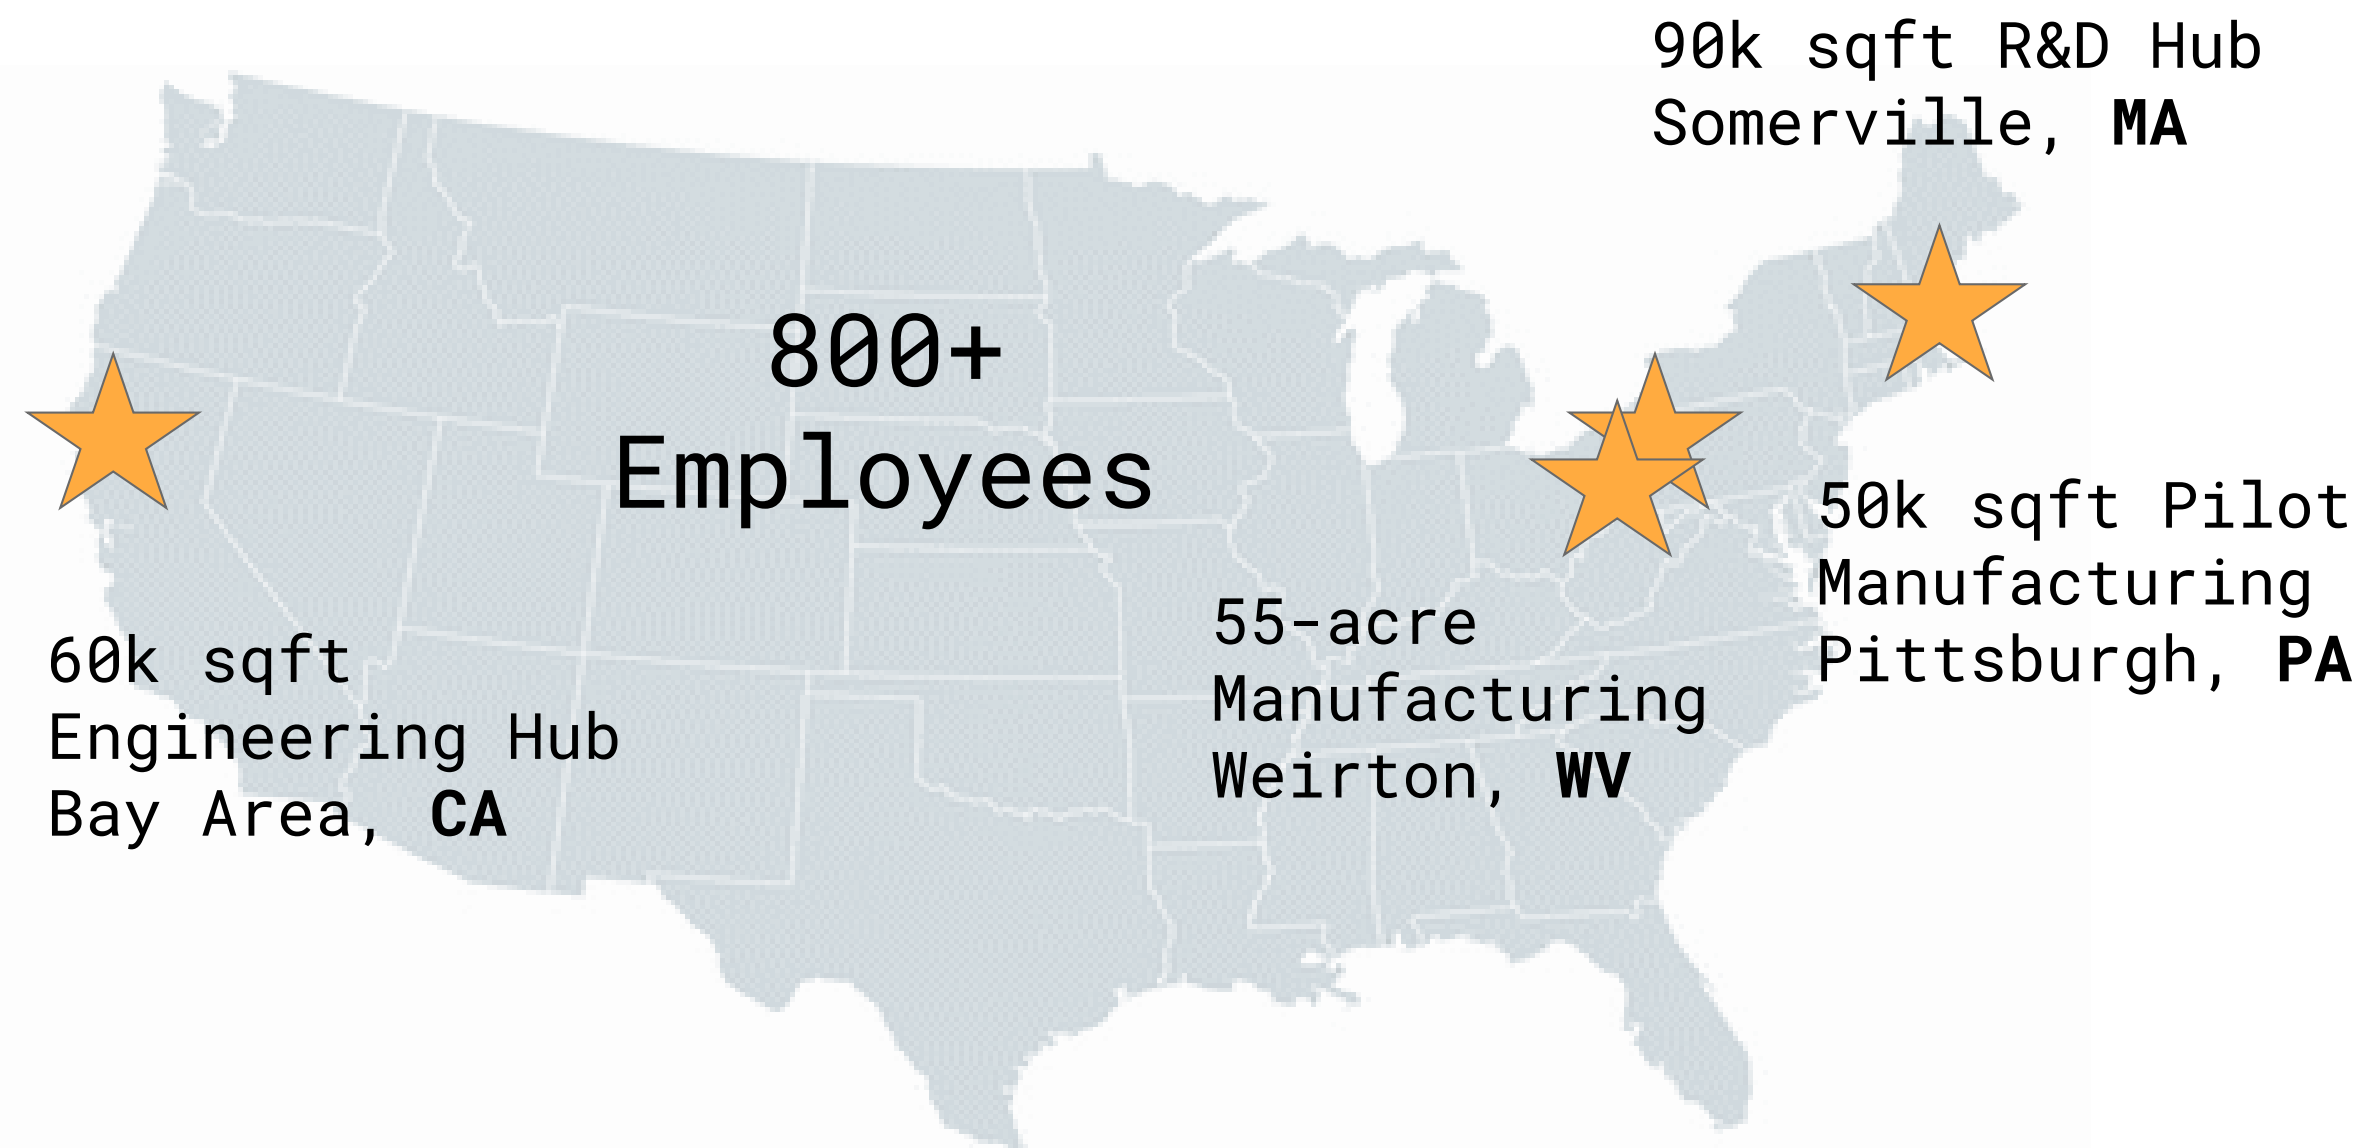 90k sqft R&D Hub
Somerville, MA
800+
Employees
50k sqft Pilot
Manufacturing
Pittsburgh, PA
55-acre
Manufacturing
Weirton, WV
60k sqft
Engineering Hub
Bay Area, CA